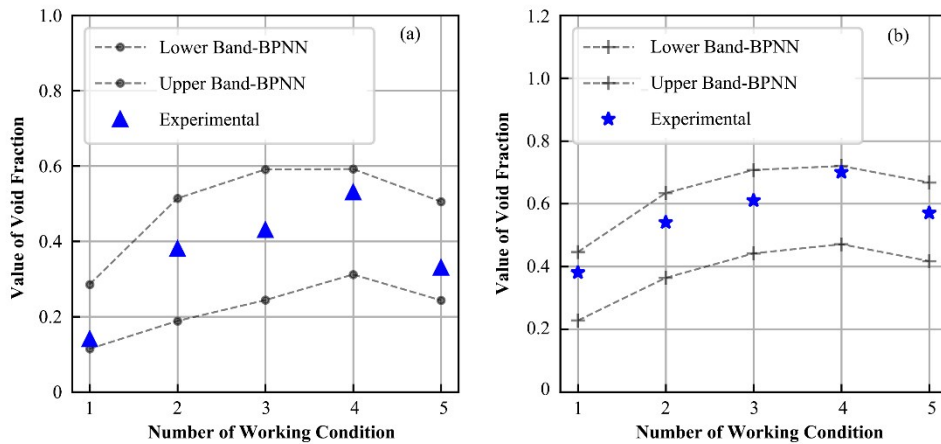 (a)
Lower Band-BPNN
Upper Band-BPNN
Experimental
Value of Void Fraction
1.0
0.8
0.6
0.4
0.2
0
1 2 3 4 5
Number of Working Condition
(b)
Lower Band-BPNN
Upper Band-BPNN
Experimental
Value of Void Fraction
1.2
1.0
0.8
0.6
0.4
0.2
0
1 2 3 4 5
Number of Working Condition